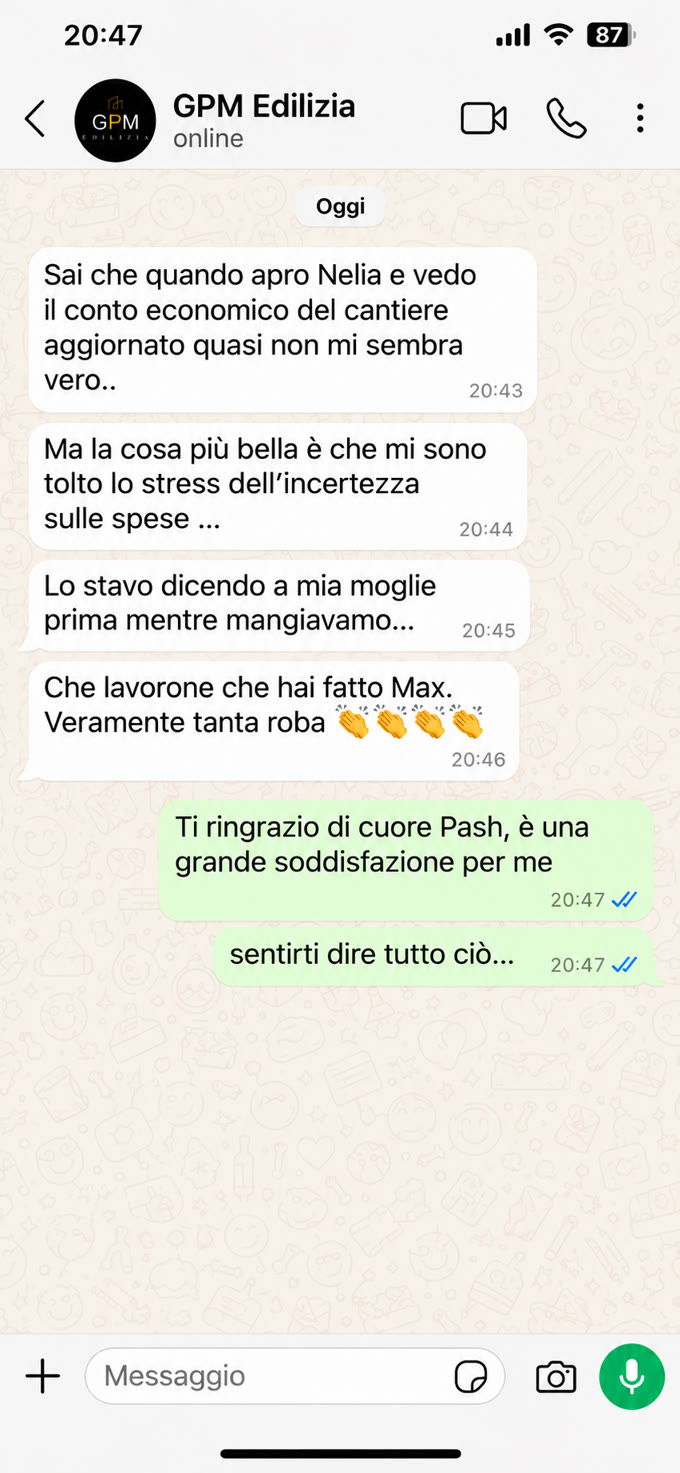 20:47
87
GPM
EDILIZIA
GPM Edilizia
online
Oggi
Sai che quando apro Nelia e vedo
il conto economico del cantiere
aggiornato quasi non mi sembra
vero..
20:43
Ma la cosa più bella è che mi sono
tolto lo stress dell’incertezza
sulle spese ...
20:44
Lo stavo dicendo a mia moglie
prima mentre mangiavamo...
20:45
Che lavorone che hai fatto Max.
Veramente tanta roba 👏👏👏👏
20:46
Ti ringrazio di cuore Pash, è una
grande soddisfazione per me
20:47
sentirti dire tutto ciò...
20:47
Messaggio